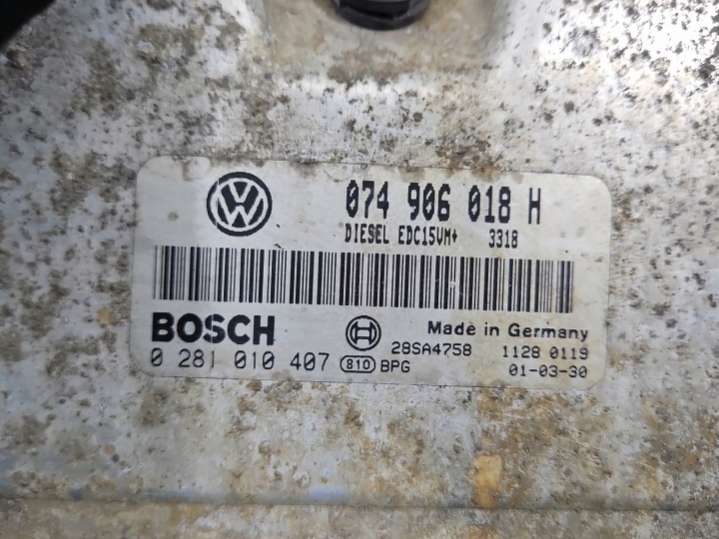 074 906 018 H
DIESEL EDC15VM+ 3318
BOSCH
Made in Germany
0 281 010 407 810 BPG 28SA4758 1128 0119
01-03-30